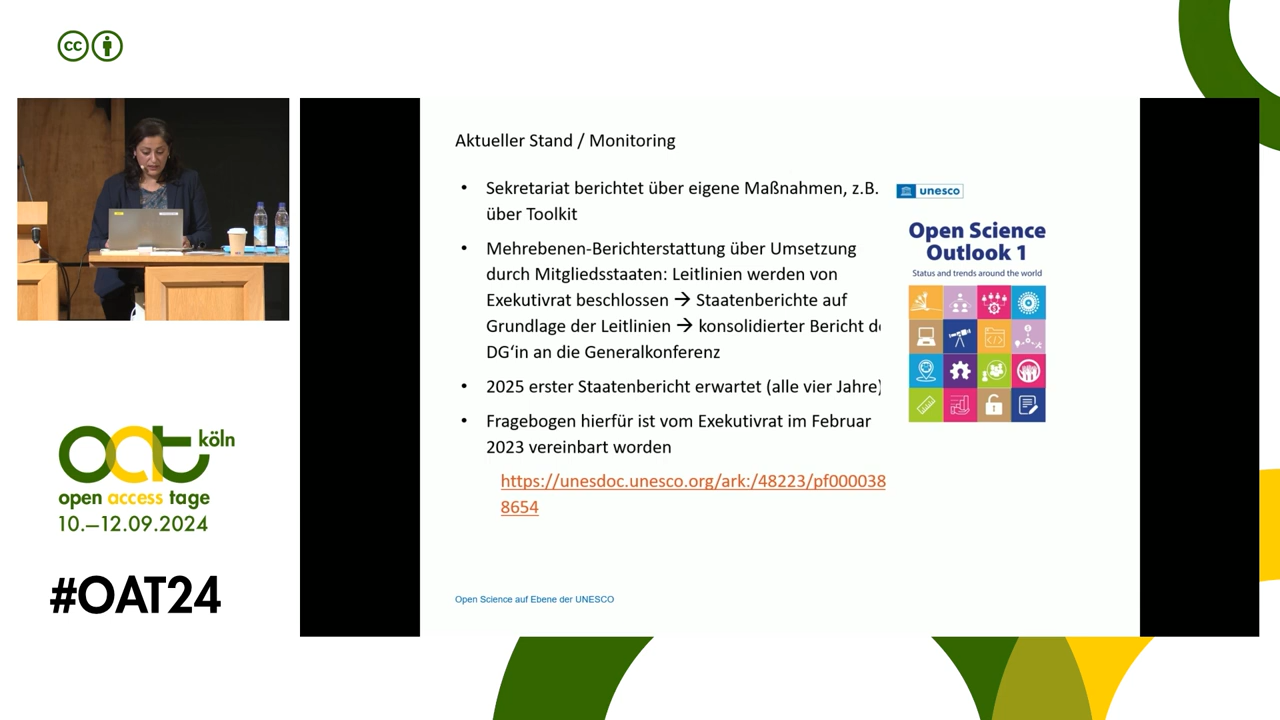 cc
Aktueller Stand / Monitoring
• Sekretariat berichtet über eigene Maßnahmen, z.B.
über Toolkit
• Mehrebenen-Berichterstattung über Umsetzung
durch Mitgliedsstaaten: Leitlinien werden von
Exekutivrat beschlossen → Staatenberichte auf
Grundlage der Leitlinien → konsolidierter Bericht
DG‘in an die Generalkonferenz
• 2025 erster Staatenbericht erwartet (alle vier Jahre)
• Fragebogen hierfür ist vom Exekutivrat im Februar
2023 vereinbart worden
https://unesdoc.unesco.org/ark:/48223/pf000038
8654
Open Science auf Ebene der UNESCO
unesco
Open Science
Outlook 1
Status and trends around the world
oat köln
open access tage
10.–12.09.2024
#OAT24